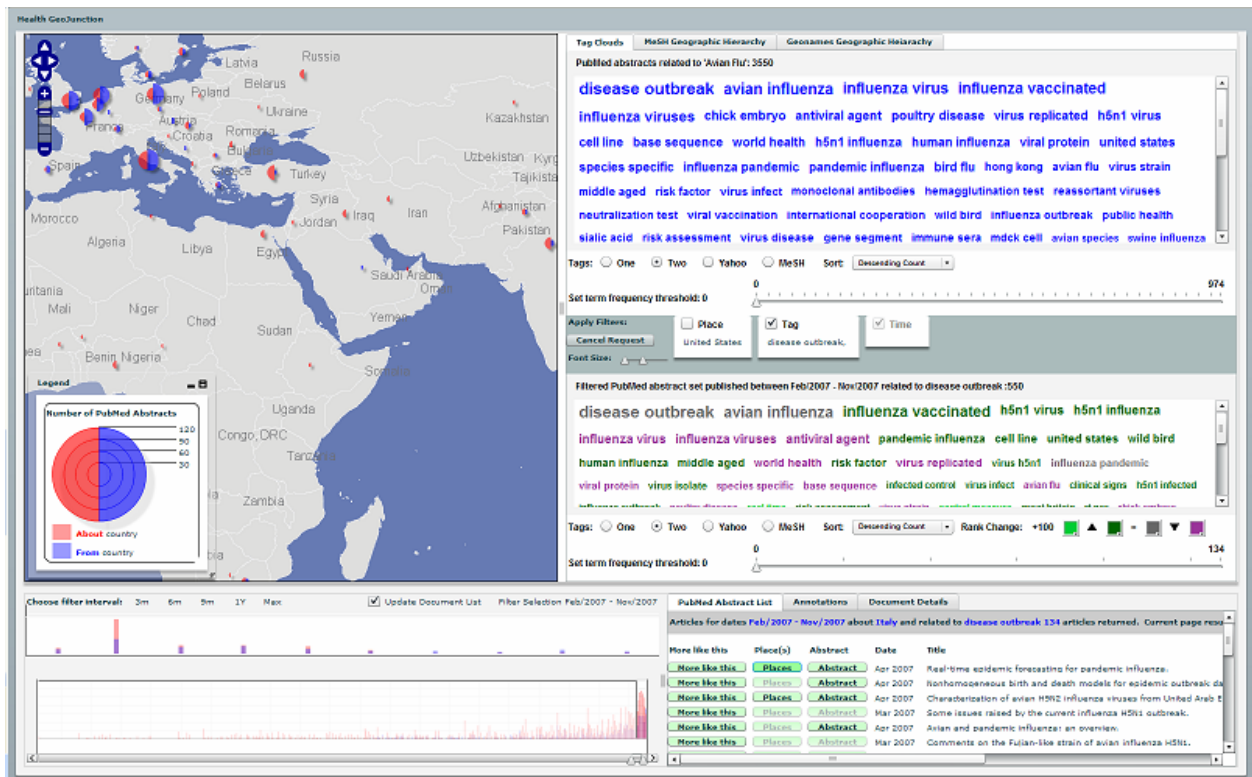 Health GeoJunction
Latvia
Russia
Belarus
Germany
Poland
Ukraine
France
Austria
Croatia
Romania
Bulgaria
Kazakhstan
Uzbekistan
Kyrg
Tajikista
Spain
Greece
Turkey
Syria
Iraq
Iran
Afghanistan
Morocco
Jordan
Pakistan
Algeria
Libya
Egypt
Saudi Arabia
Oman
uritania
Mali
Niger
Chad
Sudan
Yemen
Benin
Nigeria
Somalia
Uganda
Congo, DRC
Tanzania
Zambia
Legend
Number of PubMed Abstracts
120
90
60
30
About country
From country
Tag Clouds MeSH Geographic Hierarchy Geonames Geographic Heiarachy
PubMed abstracts related to 'Avian Flu': 3550
disease outbreak avian influenza influenza virus influenza vaccinated
influenza viruses chick embryo antiviral agent poultry disease virus replicated h5n1 virus
cell line base sequence world health h5n1 influenza human influenza viral protein united states
species specific influenza pandemic pandemic influenza bird flu hong kong avian flu virus strain
middle aged risk factor virus infect monoclonal antibodies hemagglutination test reassortant viruses
neutralization test viral vaccination international cooperation wild bird influenza outbreak public health
sialic acid risk assessment virus disease gene segment immune sera mdck cell avian species swine influenza
Tags: One Two Yahoo MeSH Sort: Descending Count
0 974
Set term frequency threshold: 0
Apply Filters:
Cancel Request
Font Size:
Place
United States
Tag
disease outbreak,
Time
Filtered PubMed abstract set published between Feb/2007 - Nov/2007 related to disease outbreak :550
disease outbreak avian influenza influenza vaccinated h5n1 virus h5n1 influenza
influenza virus influenza viruses antiviral agent pandemic influenza cell line united states wild bird
human influenza middle aged world health risk factor virus replicated virus h5n1 influenza pandemic
viral protein virus isolate species specific base sequence infected control virus infect avian flu clinical signs h5n1 infected
Tags: One Two Yahoo MeSH Sort: Descending Count Rank Change: +100 =
0 134
Set term frequency threshold: 0
Choose filter interval: 3m 6m 9m 1Y Max Update Document List Filter Selection Feb/2007 - Nov/2007
PubMed Abstract List Annotations Document Details
Articles for dates Feb/2007 - Nov/2007 about Italy and related to disease outbreak 134 articles returned. Current page resu
More like this Place(s) Abstract Date Title
More like this Places Abstract Apr 2007 Real-time epidemic forecasting for pandemic influenza.
More like this Places Abstract Apr 2007 Nonhomogeneous birth and death models for epidemic outbreak da
More like this Places Abstract Apr 2007 Characterization of avian H9N2 influenza viruses from United Arab E
More like this Places Abstract Mar 2007 Some issues raised by the current influenza H5N1 outbreak.
More like this Places Abstract Apr 2007 Avian and pandemic influenza: an overview.
More like this Places Abstract Mar 2007 Comments on the Fujian-like strain of avian influenza H5N1.